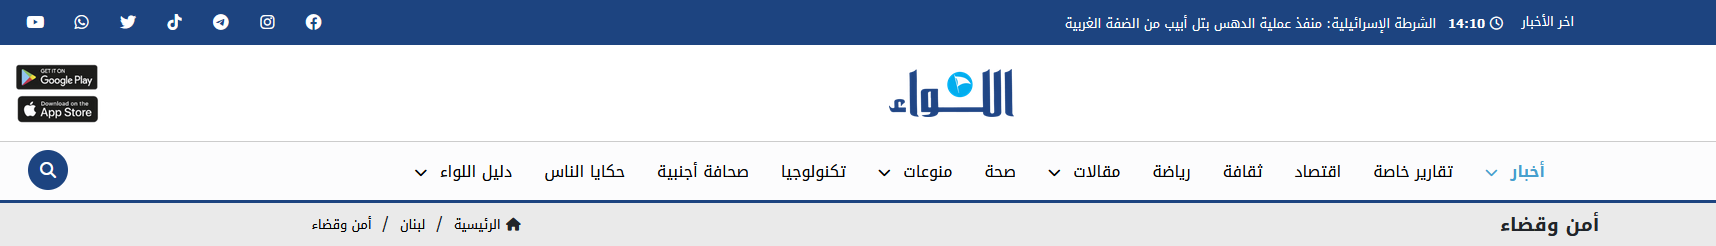 اخر الأخبار 14:10 الشرطة الإسرائيلية: منفذ عملية الدهس بتل أبيب من الضفة الغربية
اللواء
GET IT ON
Google Play
Download on the
App Store
أخبار تقارير خاصة اقتصاد ثقافة رياضة مقالات صحة منوعات تكنولوجيا صحافة أجنبية حكايا الناس دليل اللواء
أمن وقضاء
الرئيسية / لبنان / أمن وقضاء